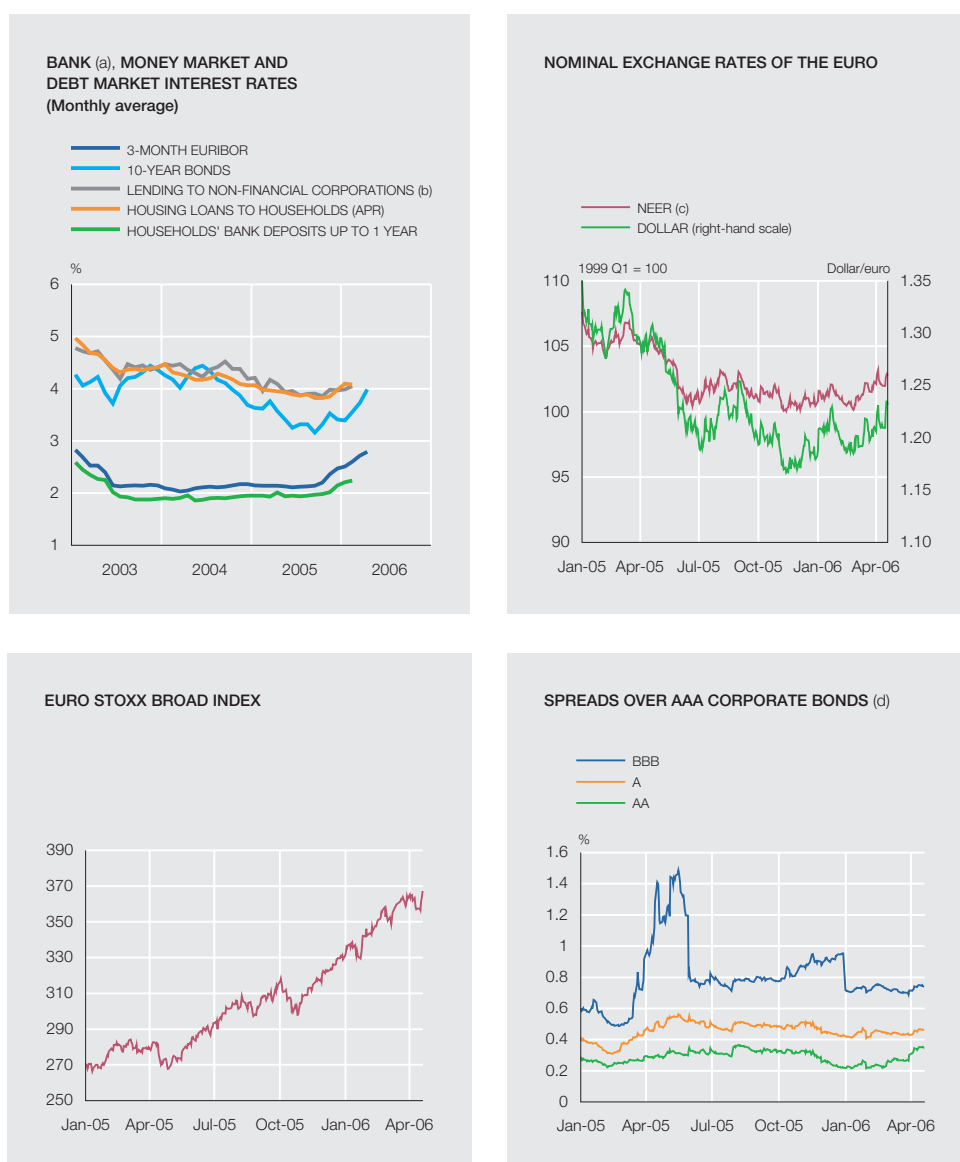 BANK (a), MONEY MARKET AND
DEBT MARKET INTEREST RATES
(Monthly average)
3-MONTH EURIBOR
10-YEAR BONDS
LENDING TO NON-FINANCIAL CORPORATIONS (b)
HOUSING LOANS TO HOUSEHOLDS (APR)
HOUSEHOLDS' BANK DEPOSITS UP TO 1 YEAR
%
6
5
4
3
2
1
2003 2004 2005 2006
NOMINAL EXCHANGE RATES OF THE EURO
NEER (c)
DOLLAR (right-hand scale)
1999 Q1 = 100 Dollar/euro
110 1.35
1.30
105
1.25
100
1.20
95
1.15
90 1.10
Jan-05 Apr-05 Jul-05 Oct-05 Jan-06 Apr-06
EURO STOXX BROAD INDEX
390
370
350
330
310
290
270
250
Jan-05 Apr-05 Jul-05 Oct-05 Jan-06 Apr-06
SPREADS OVER AAA CORPORATE BONDS (d)
BBB
A
AA
%
1.6
1.4
1.2
1
0.8
0.6
0.4
0.2
0
Jan-05 Apr-05 Jul-05 Oct-05 Jan-06 Apr-06